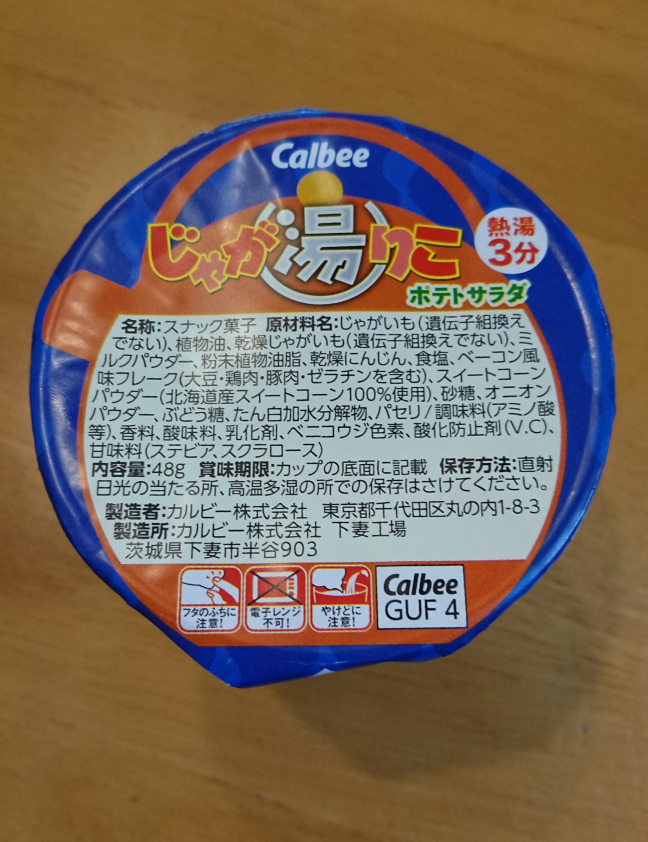 Calbee
じゃが湯りこ
熱湯
3分
ポテトサラダ
名称:スナック菓子 原材料名:じゃがいも(遺伝子組換え
でない)、植物油、乾燥じゃがいも(遺伝子組換えでない)、ミ
ルクパウダー、粉末植物油脂、乾燥にんじん、食塩、ベーコン風
味フレーク(大豆・鶏肉・豚肉・ゼラチンを含む)、スイートコーン
パウダー(北海道産スイートコーン100%使用)、砂糖、オニオン
パウダー、ぶどう糖、たん白加水分解物、パセリ/調味料(アミノ酸
等)、香料、酸味料、乳化剤、ベニコウジ色素、酸化防止剤(V.C)、
甘味料(ステビア、スクラロース)
内容量:48g 賞味期限:カップの底面に記載 保存方法:直射
日光の当たる所、高温多湿の所での保存はさけてください。
製造者:カルビー株式会社 東京都千代田区丸の内1-8-3
製造所:カルビー株式会社 下妻工場
茨城県下妻市半谷903
フタのふちに
注意!
電子レンジ
不可!
やけどに
注意!
Calbee
GUF 4